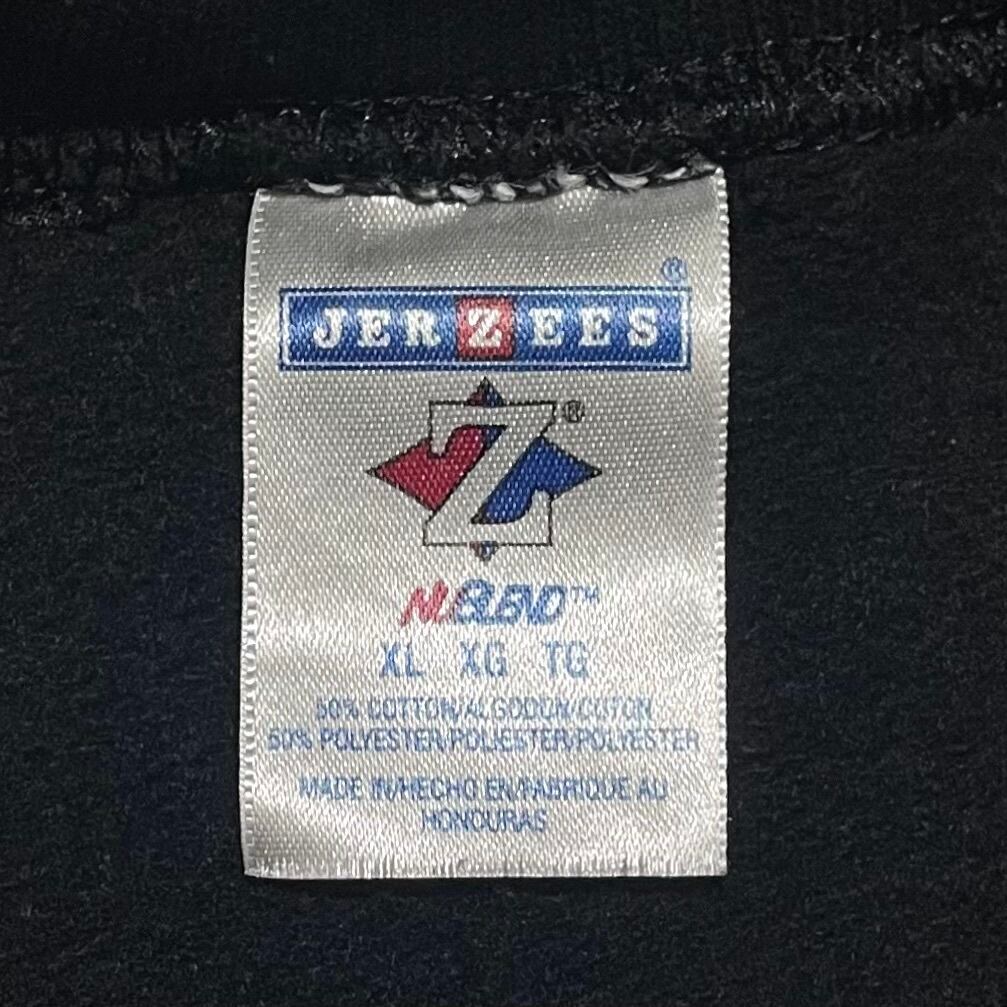 ®
JERZEES
Z®
NUBLEND™
XL XG TG
50% COTTON/ALGODON/COTON
50% POLYESTER/POLIESTER/POLYESTER
MADE IN/HECHO EN/FABRIQUE AU
HONDURAS